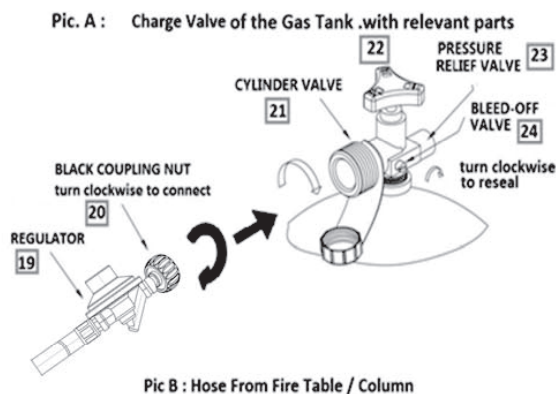 Pic. A : Charge Valve of the Gas Tank .with relevant parts
22
PRESSURE
RELIEF VALVE 23
CYLINDER VALVE
21
BLEED-OFF
VALVE 24
turn clockwise
to reseal
BLACK COUPLING NUT
turn clockwise to connect
20
REGULATOR
19
Pic B : Hose From Fire Table / Column